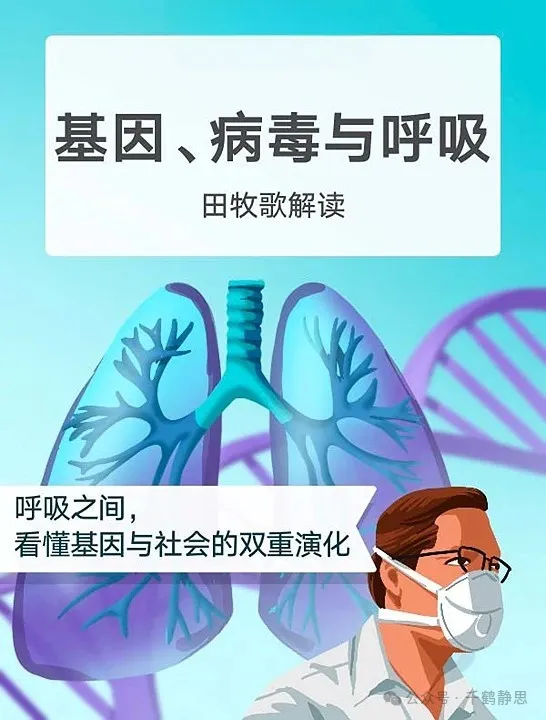 基因、病毒与呼吸
田牧歌解读
呼吸之间，
看懂基因与社会的双重演化
公众号 · 千鹤静思